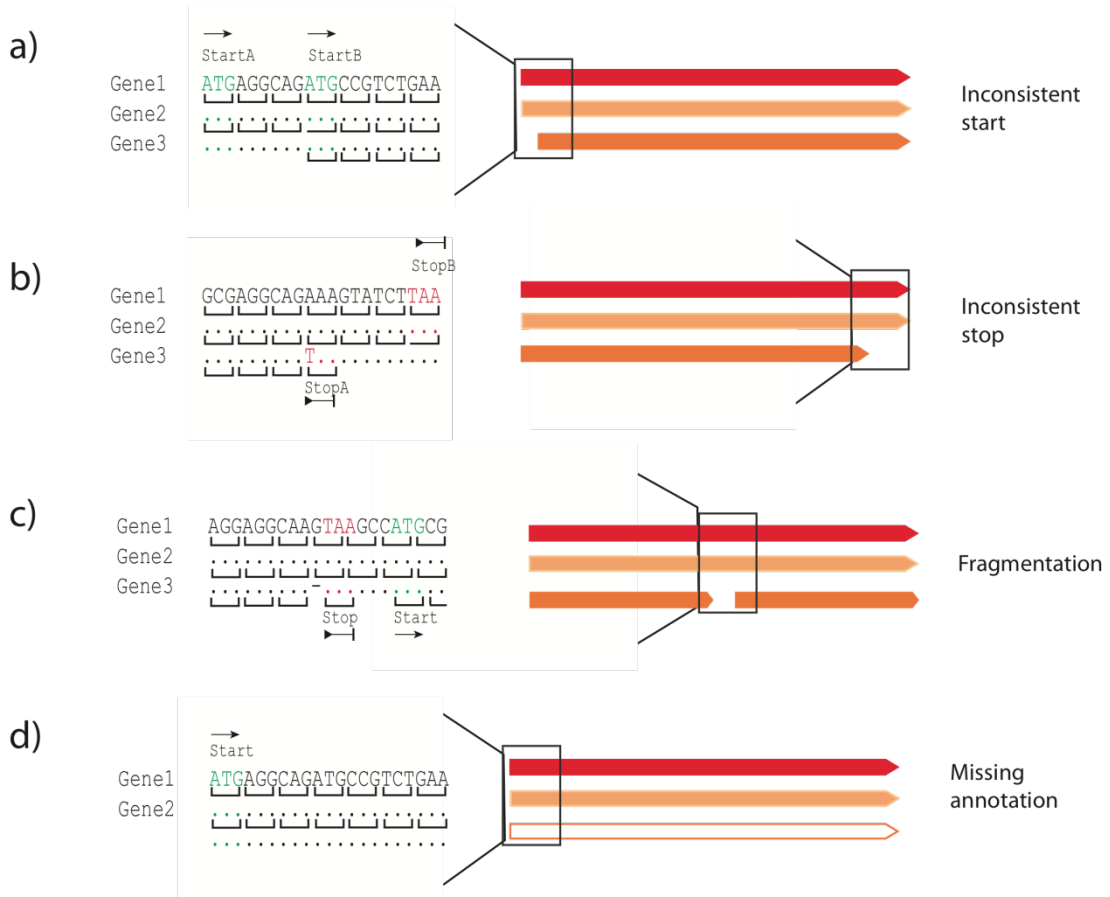 a)
StartA StartB
Gene1 ATGAGGCAGATGCCGTCTGAA
Gene2
Gene3
Inconsistent
start
b)
StopB
Gene1 GCGAGGCAGAAAGTATCTTAA
Gene2
Gene3 T
StopA
Inconsistent
stop
c)
Gene1 AGGAGGCAAGTAAGCCATGCG
Gene2
Gene3 –
Stop Start
Fragmentation
d)
Start
Gene1 ATGAGGCAGATGCCGTCTGAA
Gene2
Missing
annotation